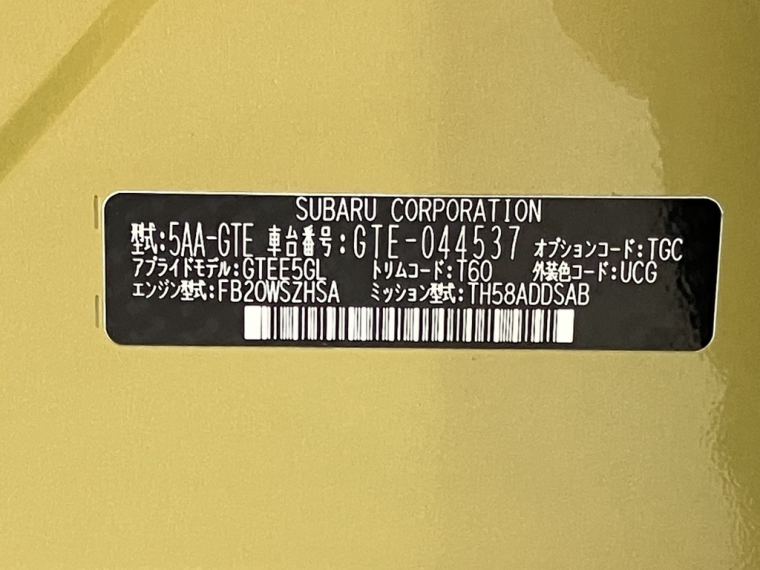 SUBARU CORPORATION
型式:5AA-GTE 車台番号:GTE-044537 オプションコード:TGC
アプライドモデル:GTEE5GL トリムコード:T60 外装色コード:UCG
エンジン型式:FB20WSZHSA ミッション型式:TH58ADDSAB